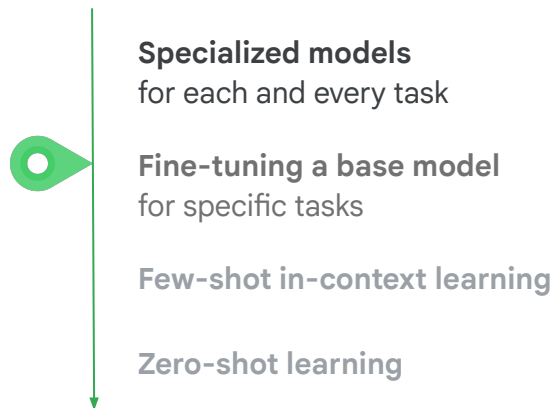 Specialized models
for each and every task
Fine-tuning a base model
for specific tasks
Few-shot in-context learning
Zero-shot learning